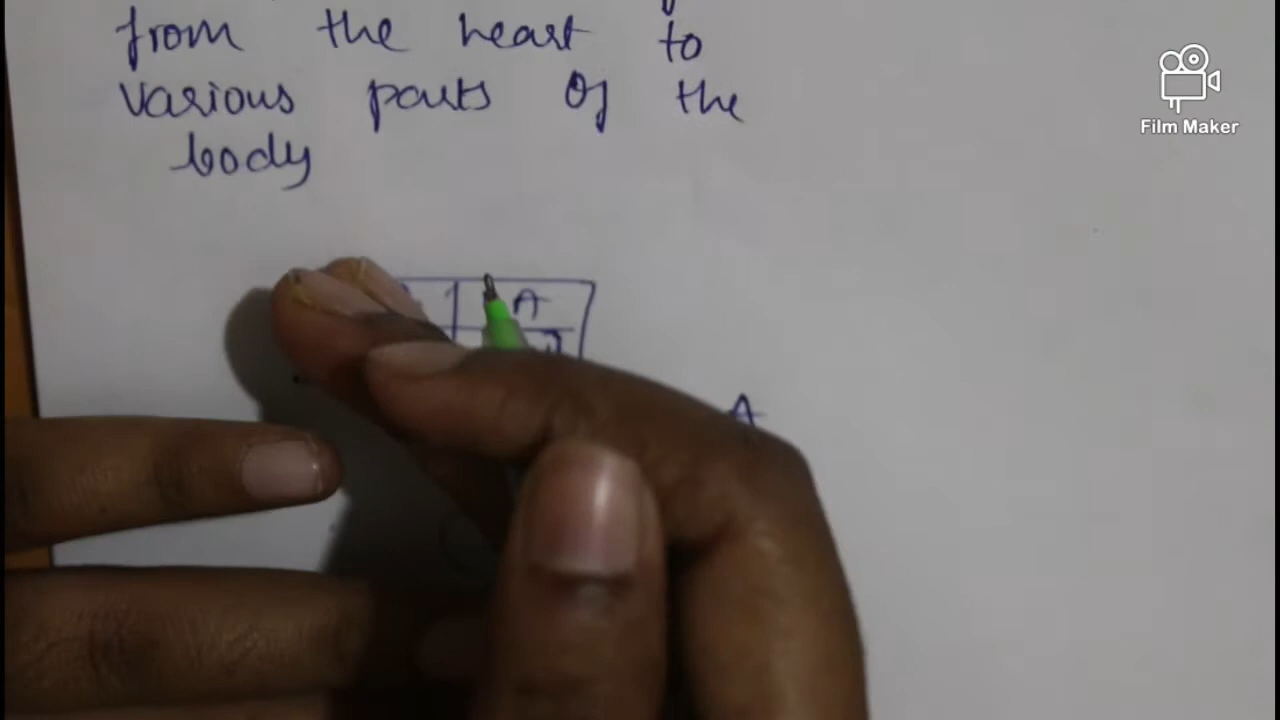 from the heart to
various parts of the
body
A
A
Film Maker